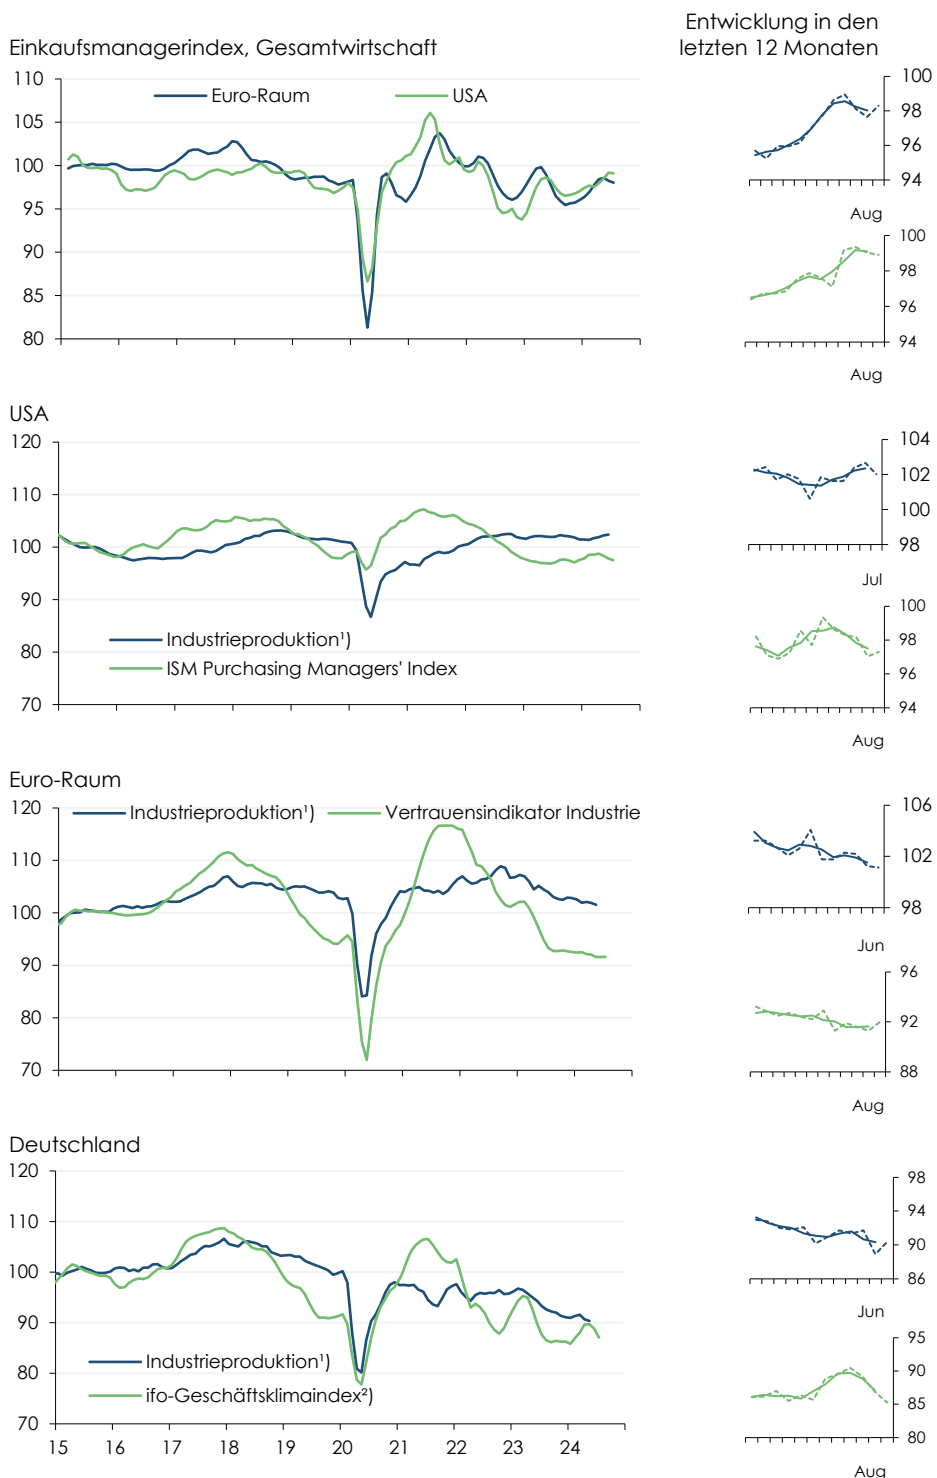 Entwicklung in den
letzten 12 Monaten
Einkaufsmanagerindex, Gesamtwirtschaft
110
105
100
95
90
85
80
Euro-Raum
USA
100
98
96
94
Aug
100
98
96
94
Aug
USA
120
110
100
90
80
70
Industrieproduktion¹)
ISM Purchasing Managers' Index
104
102
100
98
Jul
100
98
96
94
Aug
Euro-Raum
120
110
100
90
80
70
Industrieproduktion¹)
Vertrauensindikator Industrie
106
102
98
Jun
96
92
88
Aug
Deutschland
120
110
100
90
80
70
Industrieproduktion¹)
ifo-Geschäftsklimaindex²)
15 16 17 18 19 20 21 22 23 24
98
94
90
86
Jun
95
90
85
80
Aug